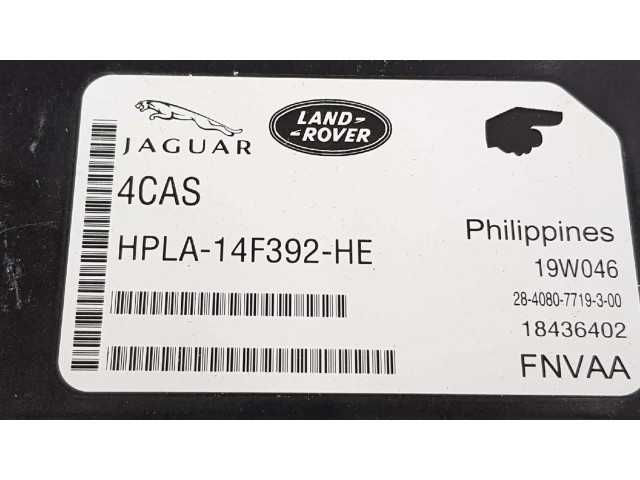 JAGUAR
LAND-
-ROVER
4CAS
HPLA-14F392-HE
Philippines
19W046
28-4080-7719-3-00
18436402
FNVAA